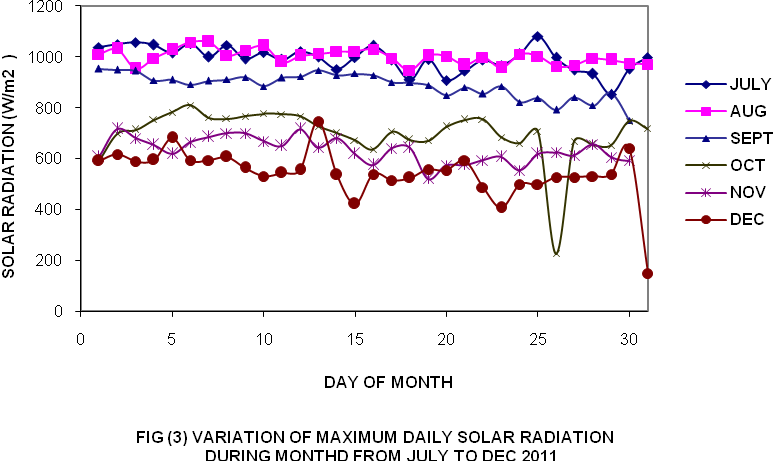 1200
1000
800
600
400
200
0
SOLAR RADIATION (W/m2 )
0 5 10 15 20 25 30
DAY OF MONTH
JULY
AUG
SEPT
OCT
NOV
DEC
FIG (3) VARIATION OF MAXIMUM DAILY SOLAR RADIATION
DURING MONTHD FROM JULY TO DEC 2011